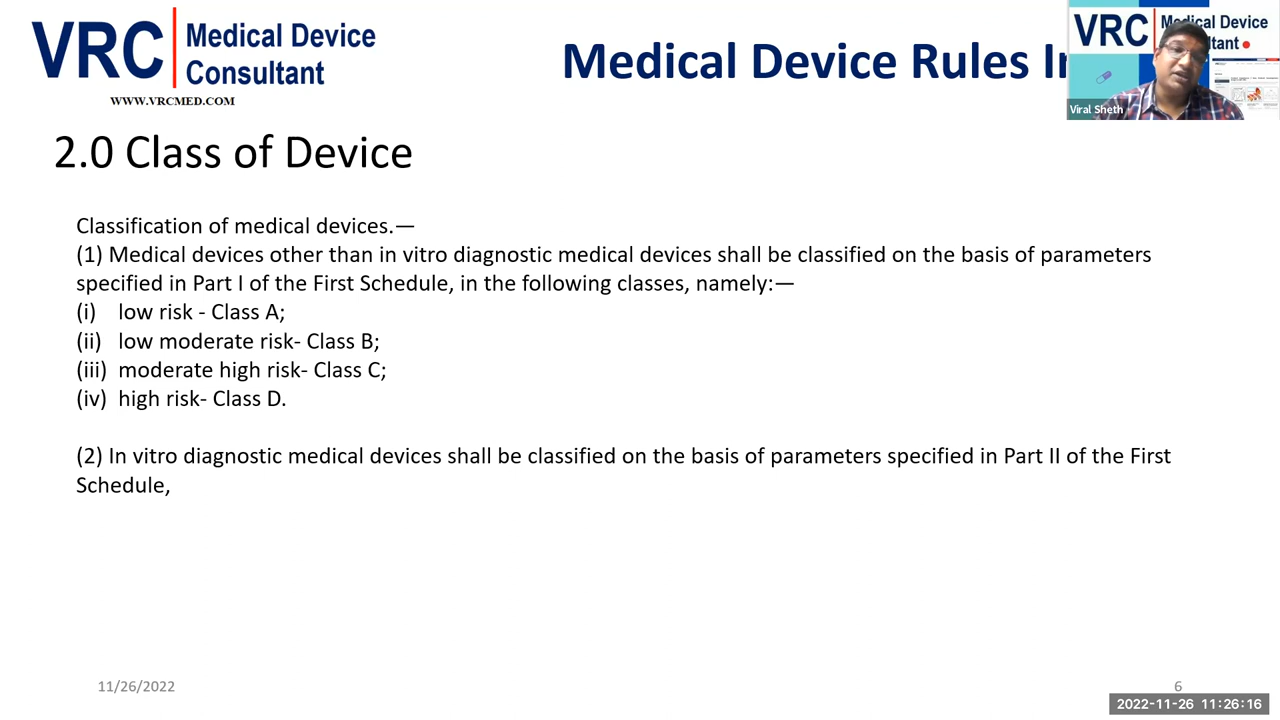 VRC Medical Device
Consultant
WWW.VRCMED.COM
Medical Device Rules
VRC Medical Device
Viral Sheth
2.0 Class of Device
Classification of medical devices.—
(1) Medical devices other than in vitro diagnostic medical devices shall be classified on the basis of parameters
specified in Part I of the First Schedule, in the following classes, namely:—
(i) low risk - Class A;
(ii) low moderate risk- Class B;
(iii) moderate high risk- Class C;
(iv) high risk- Class D.
(2) In vitro diagnostic medical devices shall be classified on the basis of parameters specified in Part II of the First
Schedule,
11/26/2022
6
2022-11-26 11:26:16